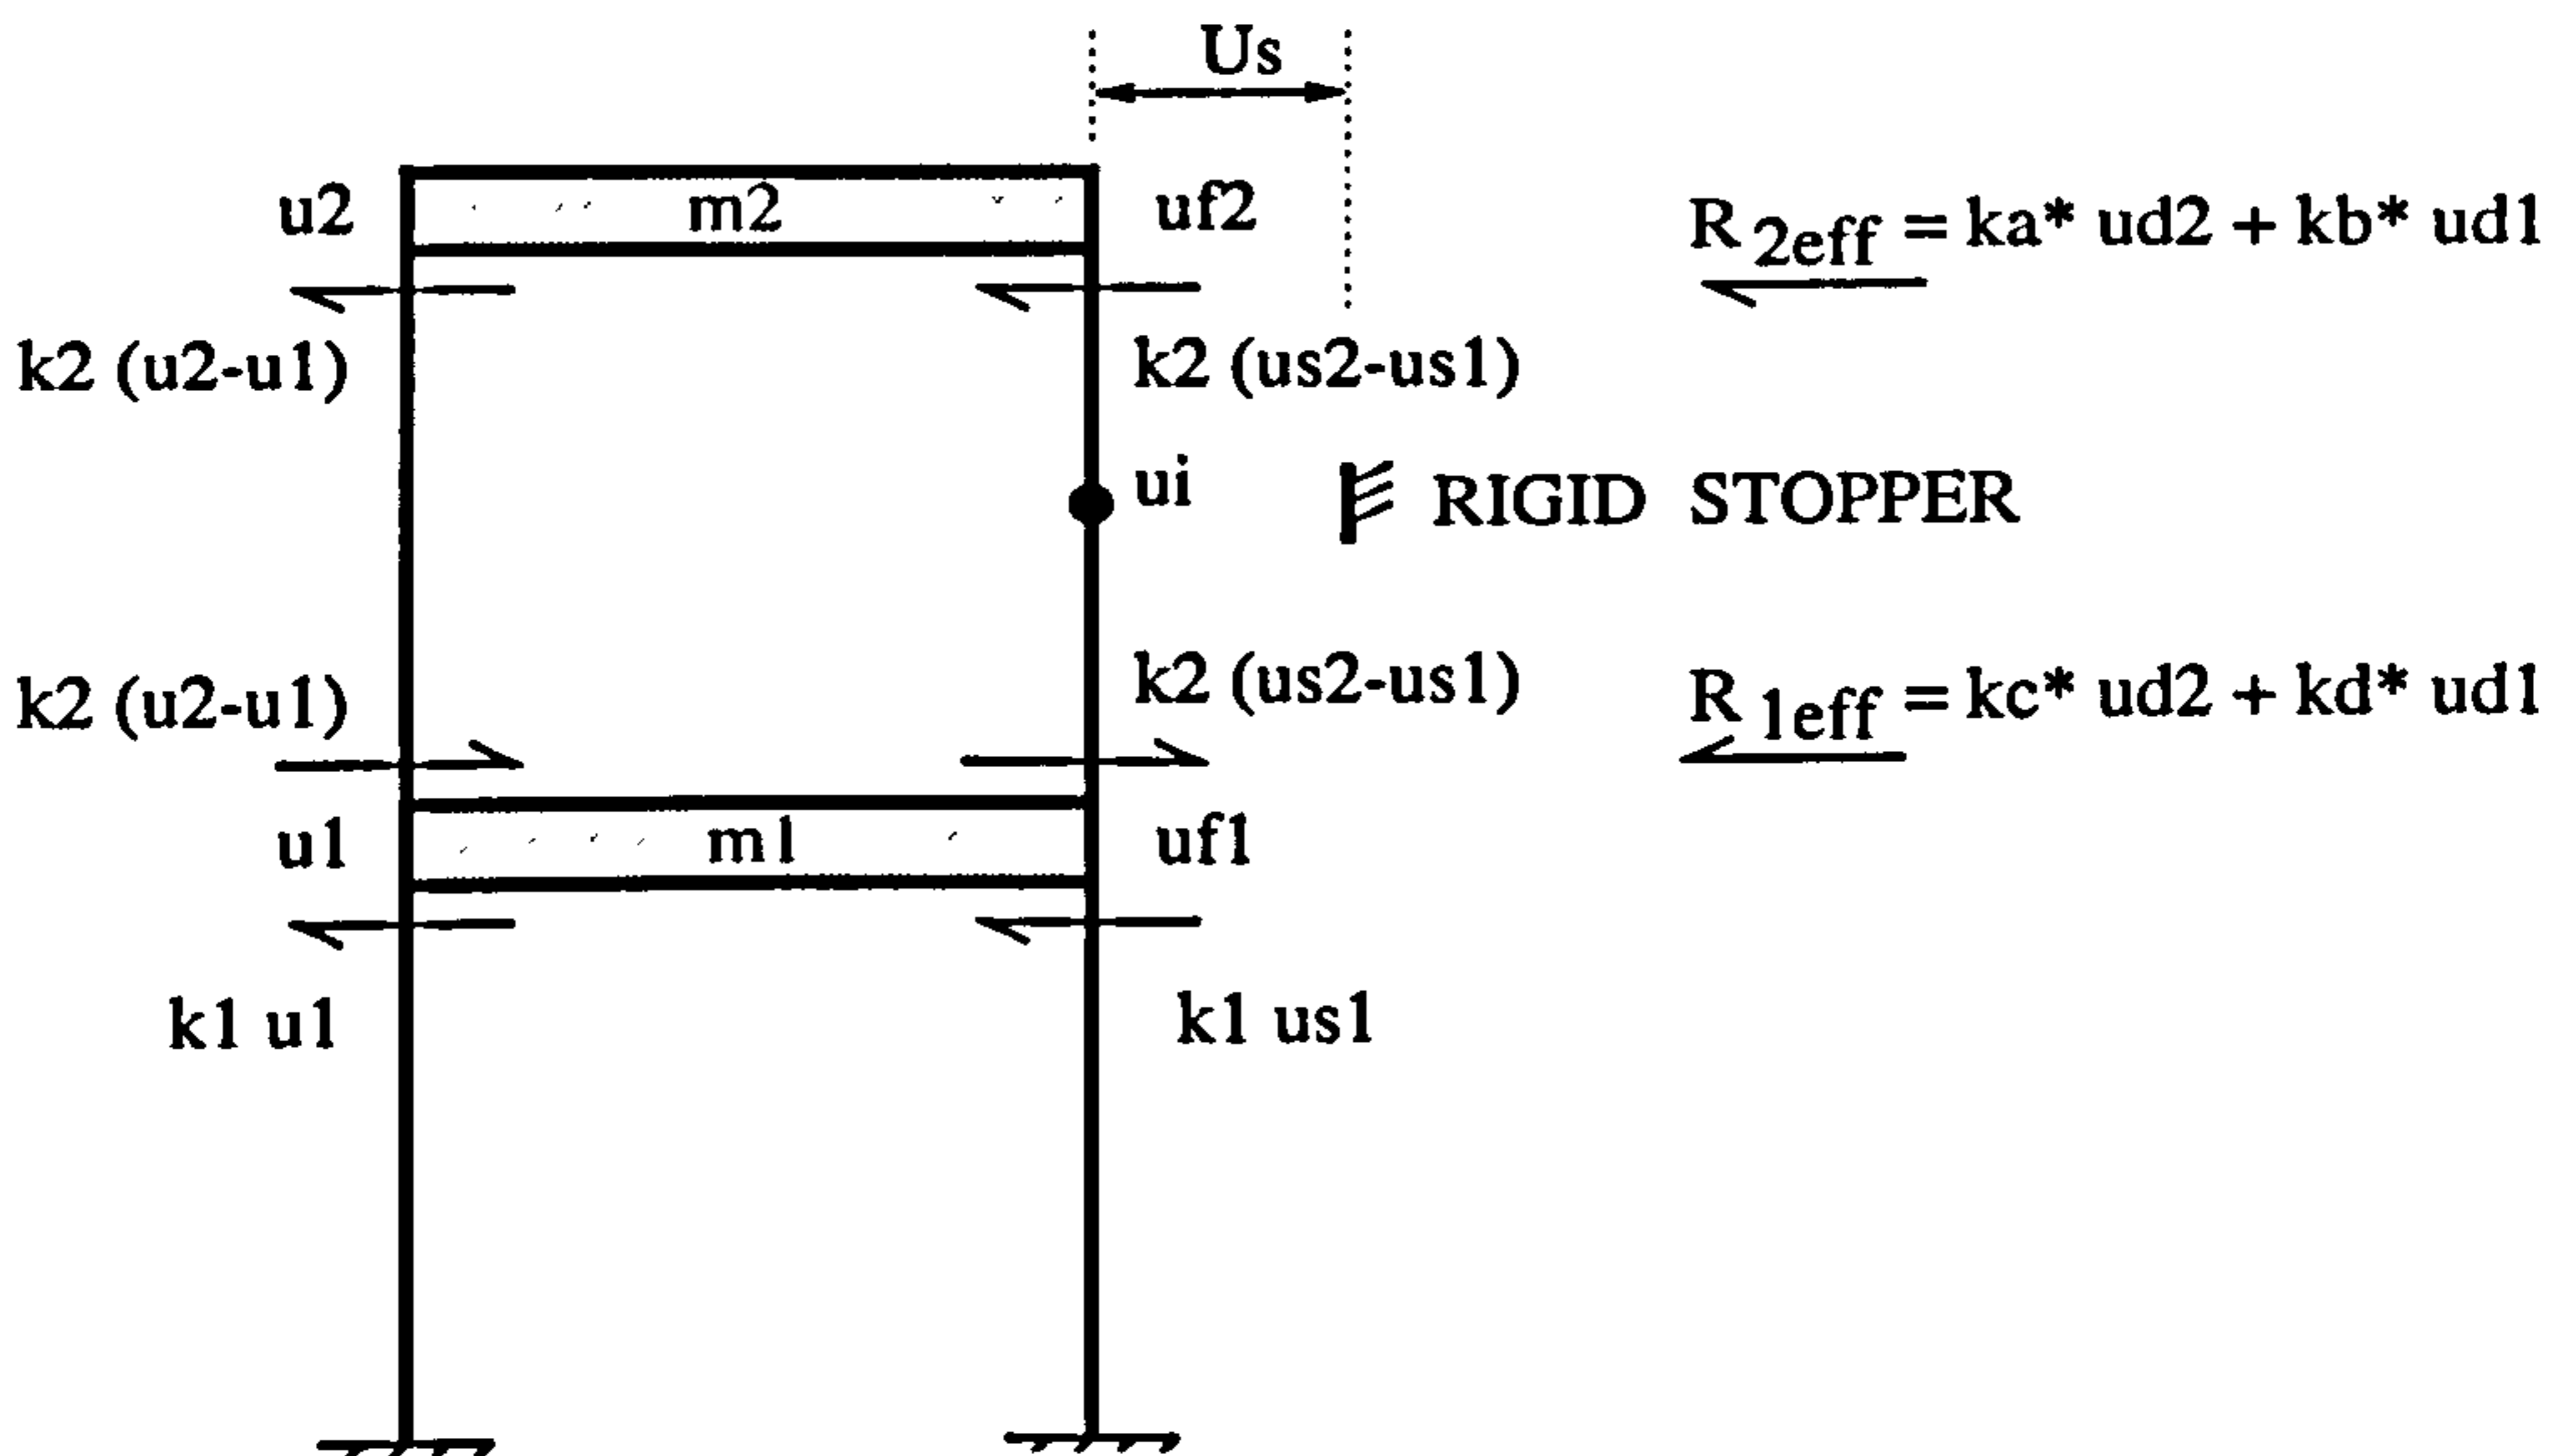 Us
u2
m2
uf2
R 2eff = ka* ud2 + kb* ud1
k2 (u2-u1)
k2 (us2-us1)
ui
RIGID STOPPER
k2 (u2-u1)
k2 (us2-us1)
R 1eff = kc* ud2 + kd* ud1
u1
m1
uf1
k1 u1
k1 us1